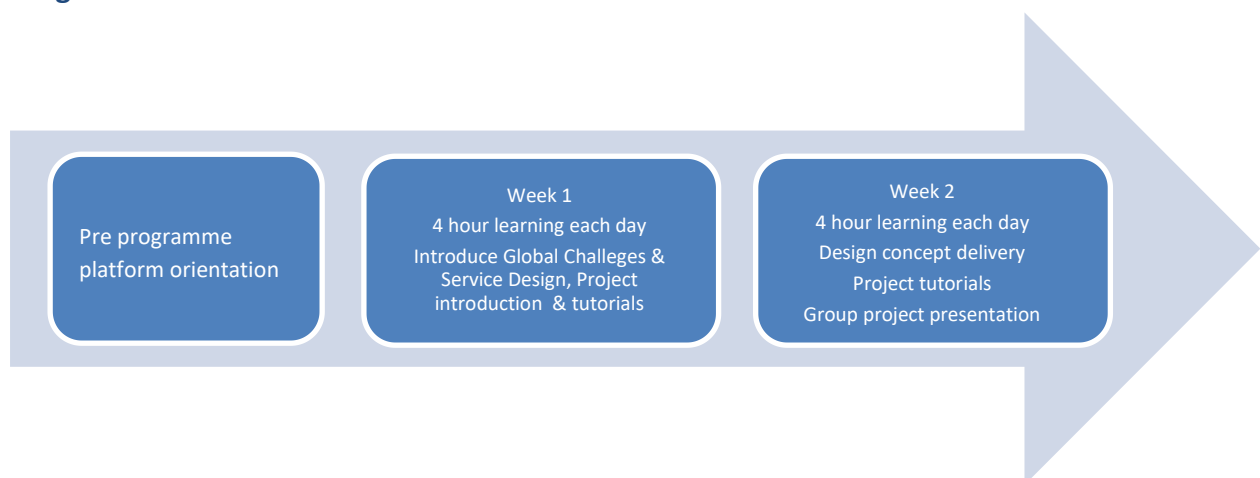 Pre programme
platform orientation
Week 1
4 hour learning each day
Introduce Global Challeges &
Service Design, Project
introduction & tutorials
Week 2
4 hour learning each day
Design concept delivery
Project tutorials
Group project presentation